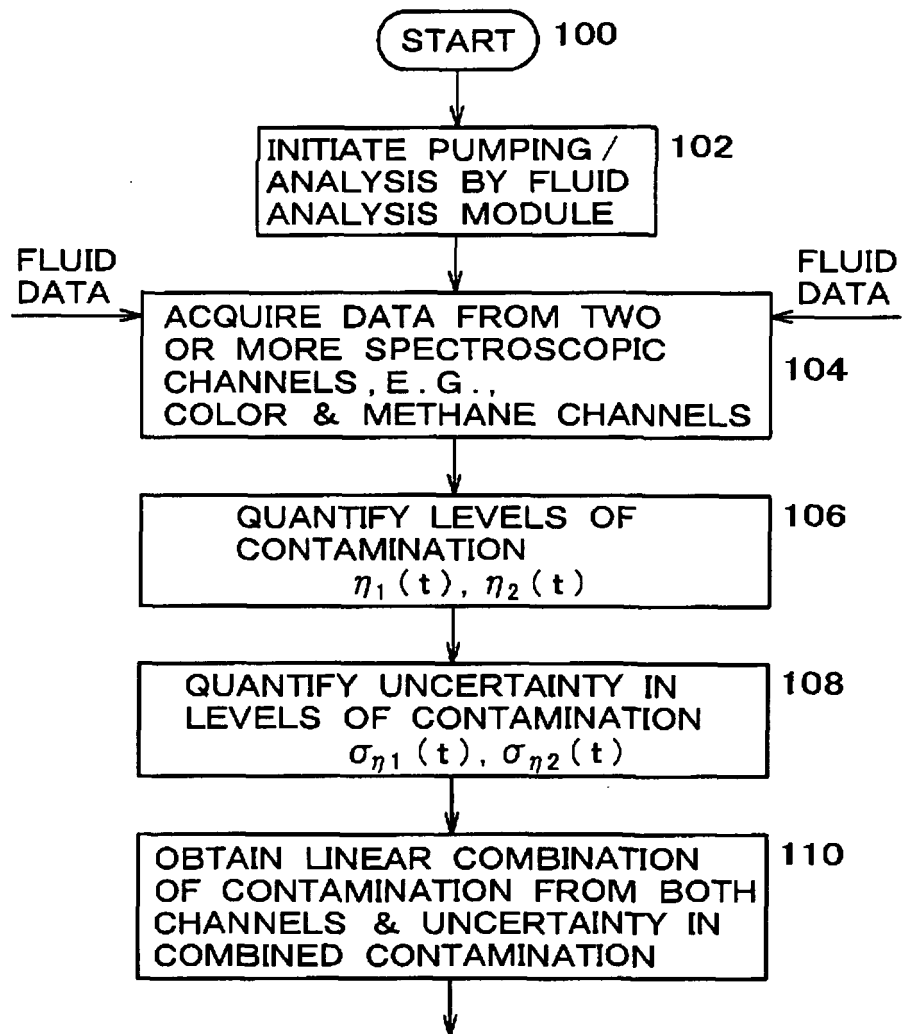 START
100
INITIATE PUMPING /
ANALYSIS BY FLUID
ANALYSIS MODULE
102
FLUID
DATA
FLUID
DATA
ACQUIRE DATA FROM TWO
OR MORE SPECTROSCOPIC
CHANNELS, E.G.,
COLOR & METHANE CHANNELS
104
QUANTIFY LEVELS OF
CONTAMINATION
η₁(t), η₂(t)
106
QUANTIFY UNCERTAINTY IN
LEVELS OF CONTAMINATION
σ_η1(t), σ_η2(t)
108
OBTAIN LINEAR COMBINATION
OF CONTAMINATION FROM BOTH
CHANNELS & UNCERTAINTY IN
COMBINED CONTAMINATION
110